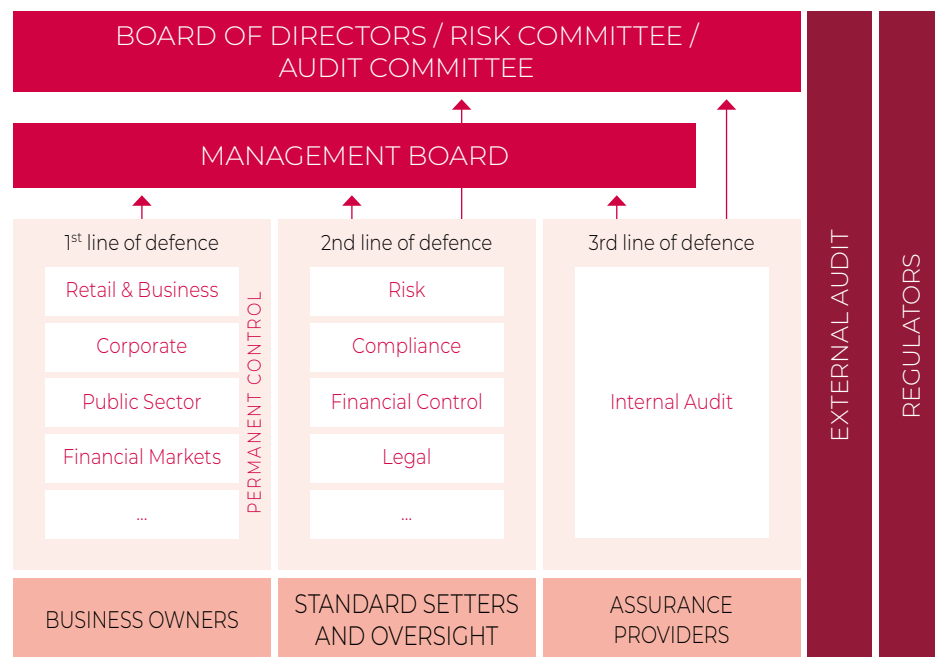 BOARD OF DIRECTORS / RISK COMMITTEE /
AUDIT COMMITTEE
MANAGEMENT BOARD
1st line of defence
Retail & Business
Corporate
Public Sector
Financial Markets
...
PERMANENT CONTROL
2nd line of defence
Risk
Compliance
Financial Control
Legal
...
3rd line of defence
Internal Audit
BUSINESS OWNERS
STANDARD SETTERS
AND OVERSIGHT
ASSURANCE
PROVIDERS
EXTERNAL AUDIT
REGULATORS